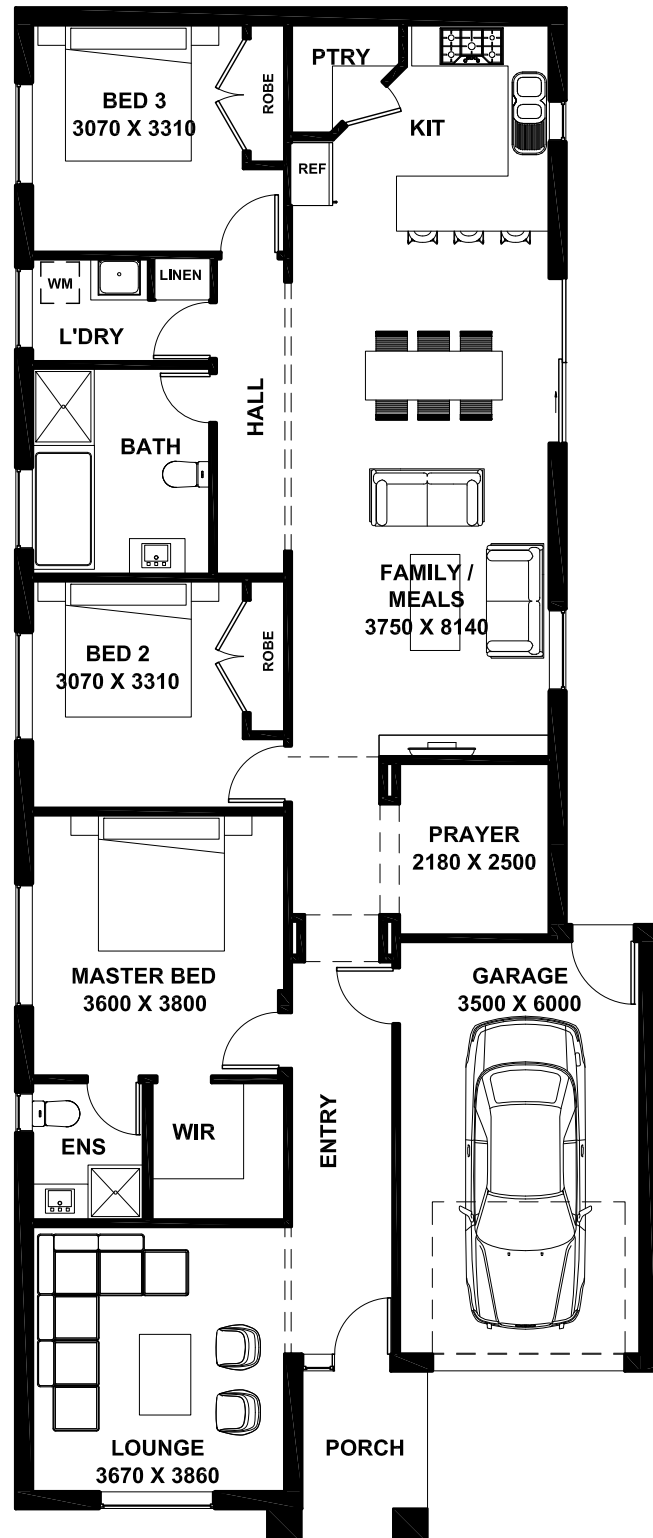 PTRY
BED 3
3070 X 3310
ROBE
KIT
REF
WM
LINEN
L'DRY
HALL
BATH
FAMILY /
MEALS
3750 X 8140
BED 2
3070 X 3310
ROBE
PRAYER
2180 X 2500
MASTER BED
3600 X 3800
GARAGE
3500 X 6000
ENTRY
WIR
ENS
LOUNGE
3670 X 3860
PORCH